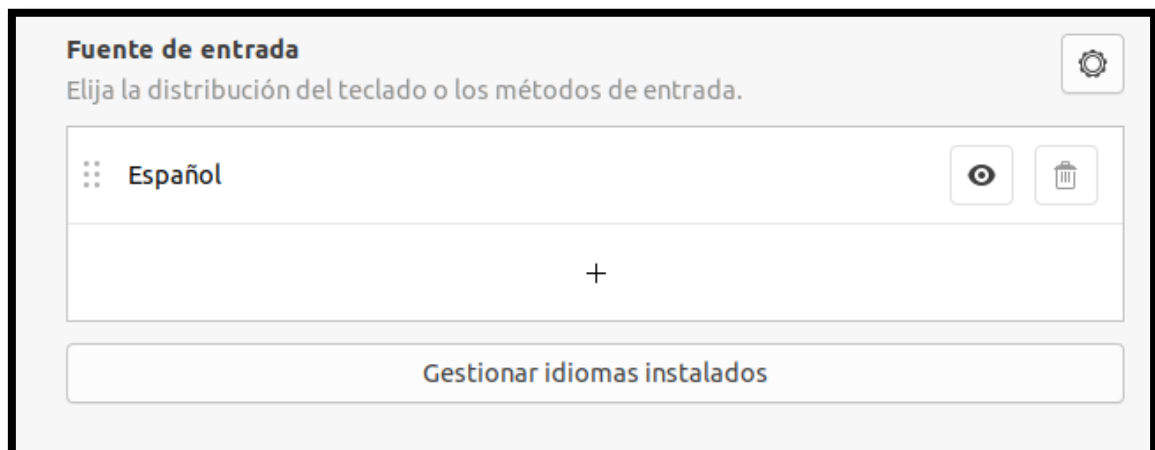 Fuente de entrada
Elija la distribución del teclado o los métodos de entrada.
Español
+
Gestionar idiomas instalados